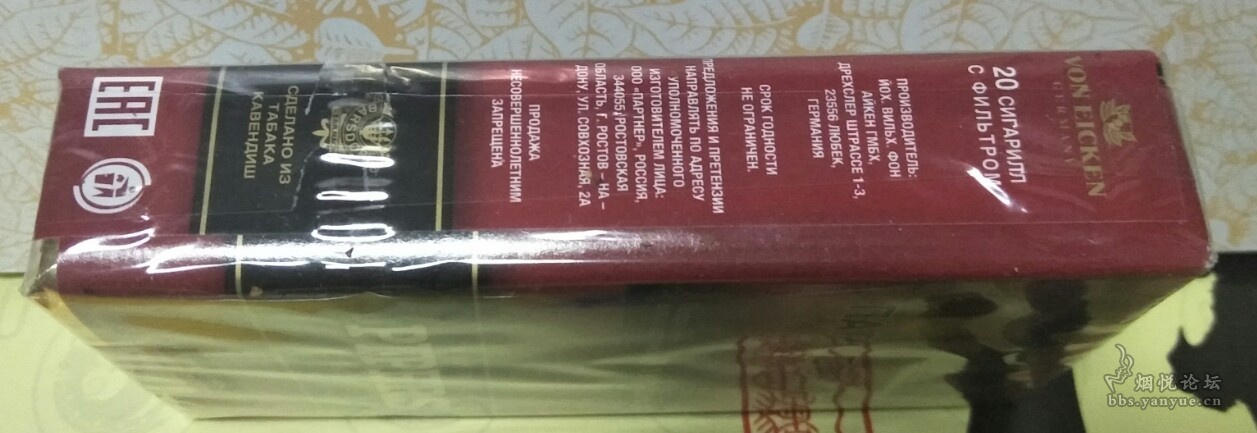 VON EICKEN
GERMANY
20 СИГАРИЛЛ
С ФИЛЬТРОМ
ПРОИЗВОДИТЕЛЬ:
ЙОХ. ВИЛЬХ. ФОН
АЙКЕН ГМБХ,
ДРЕХСЛЕР ШТРАССЕ 1-3,
23556 ЛЮБЕК,
ГЕРМАНИЯ
СРОК ГОДНОСТИ
НЕ ОГРАНИЧЕН.
ПРЕДЛОЖЕНИЯ И ПРЕТЕНЗИИ
НАПРАВЛЯТЬ ПО АДРЕСУ
УПОЛНОМОЧЕННОГО
ИЗГОТОВИТЕЛЕМ ЛИЦА:
ООО «ПАРТНЕР», РОССИЯ,
344055, РОСТОВСКАЯ
ОБЛАСТЬ, Г. РОСТОВ – НА –
ДОНУ, УЛ. СОВХОЗНАЯ, 2А
ПРОДАЖА
НЕСОВЕРШЕННОЛЕТНИМ
ЗАПРЕЩЕНА
СДЕЛАНО ИЗ
ТАБАКА
КАВЕНДИШ
EAC
烟悦论坛
bbs.yanyue.cn